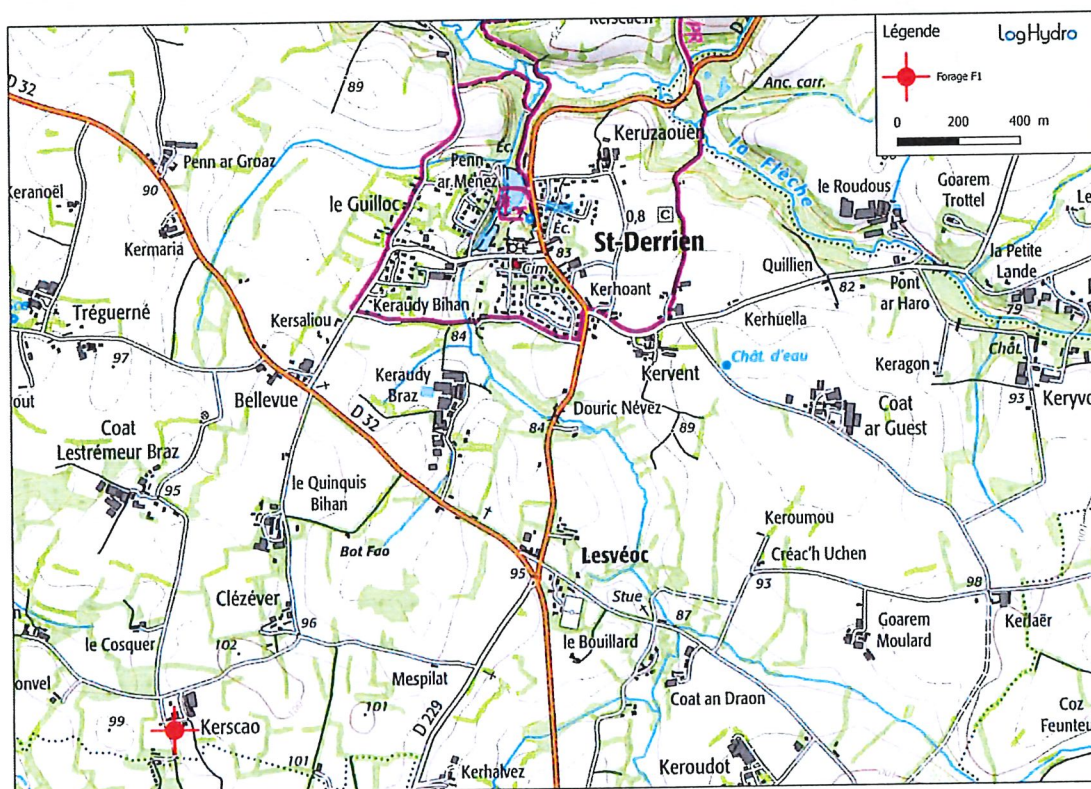 Légende
logHydro
Forage F1
0 200 400 m
D 32
89
PR
D
Anc. carr.
Keruzaouen
Penn ar Groaz
Éc.
Penn
ar Ménez
la Flèche
le Roudous
Goarem
Trottel
Keranoël
90
le Guilloc
0,8
C
Éc.
83
St-Derrien
Kermaria
Cim.
Quillien
82
la Petite
Lande
Pont
ar Haro
Kerhoant
Keraudy Bihan
Kersaliou
Tréguerné
84
Kerhuella
79
Chât.
97
Chât. d'eau
Keragon
Kervent
Keraudy
Braz
Bellevue
D 32
93
Douric Névez
84
89
Coat
ar Guest
Coat
Lestrémeur Braz
95
le Quinquis
Bihan
Keroumou
Bot Fao
Lesvéoc
Créac'h Uchen
95
93
98
Clézéver
Stue
87
96
le Bouillard
Goarem
Moulard
Kedaër
le Cosquer
102
Mespilat
Coat an Draon
99
Kerscao
101
D 229
Coz
101
Kerhalvez
Keroudot